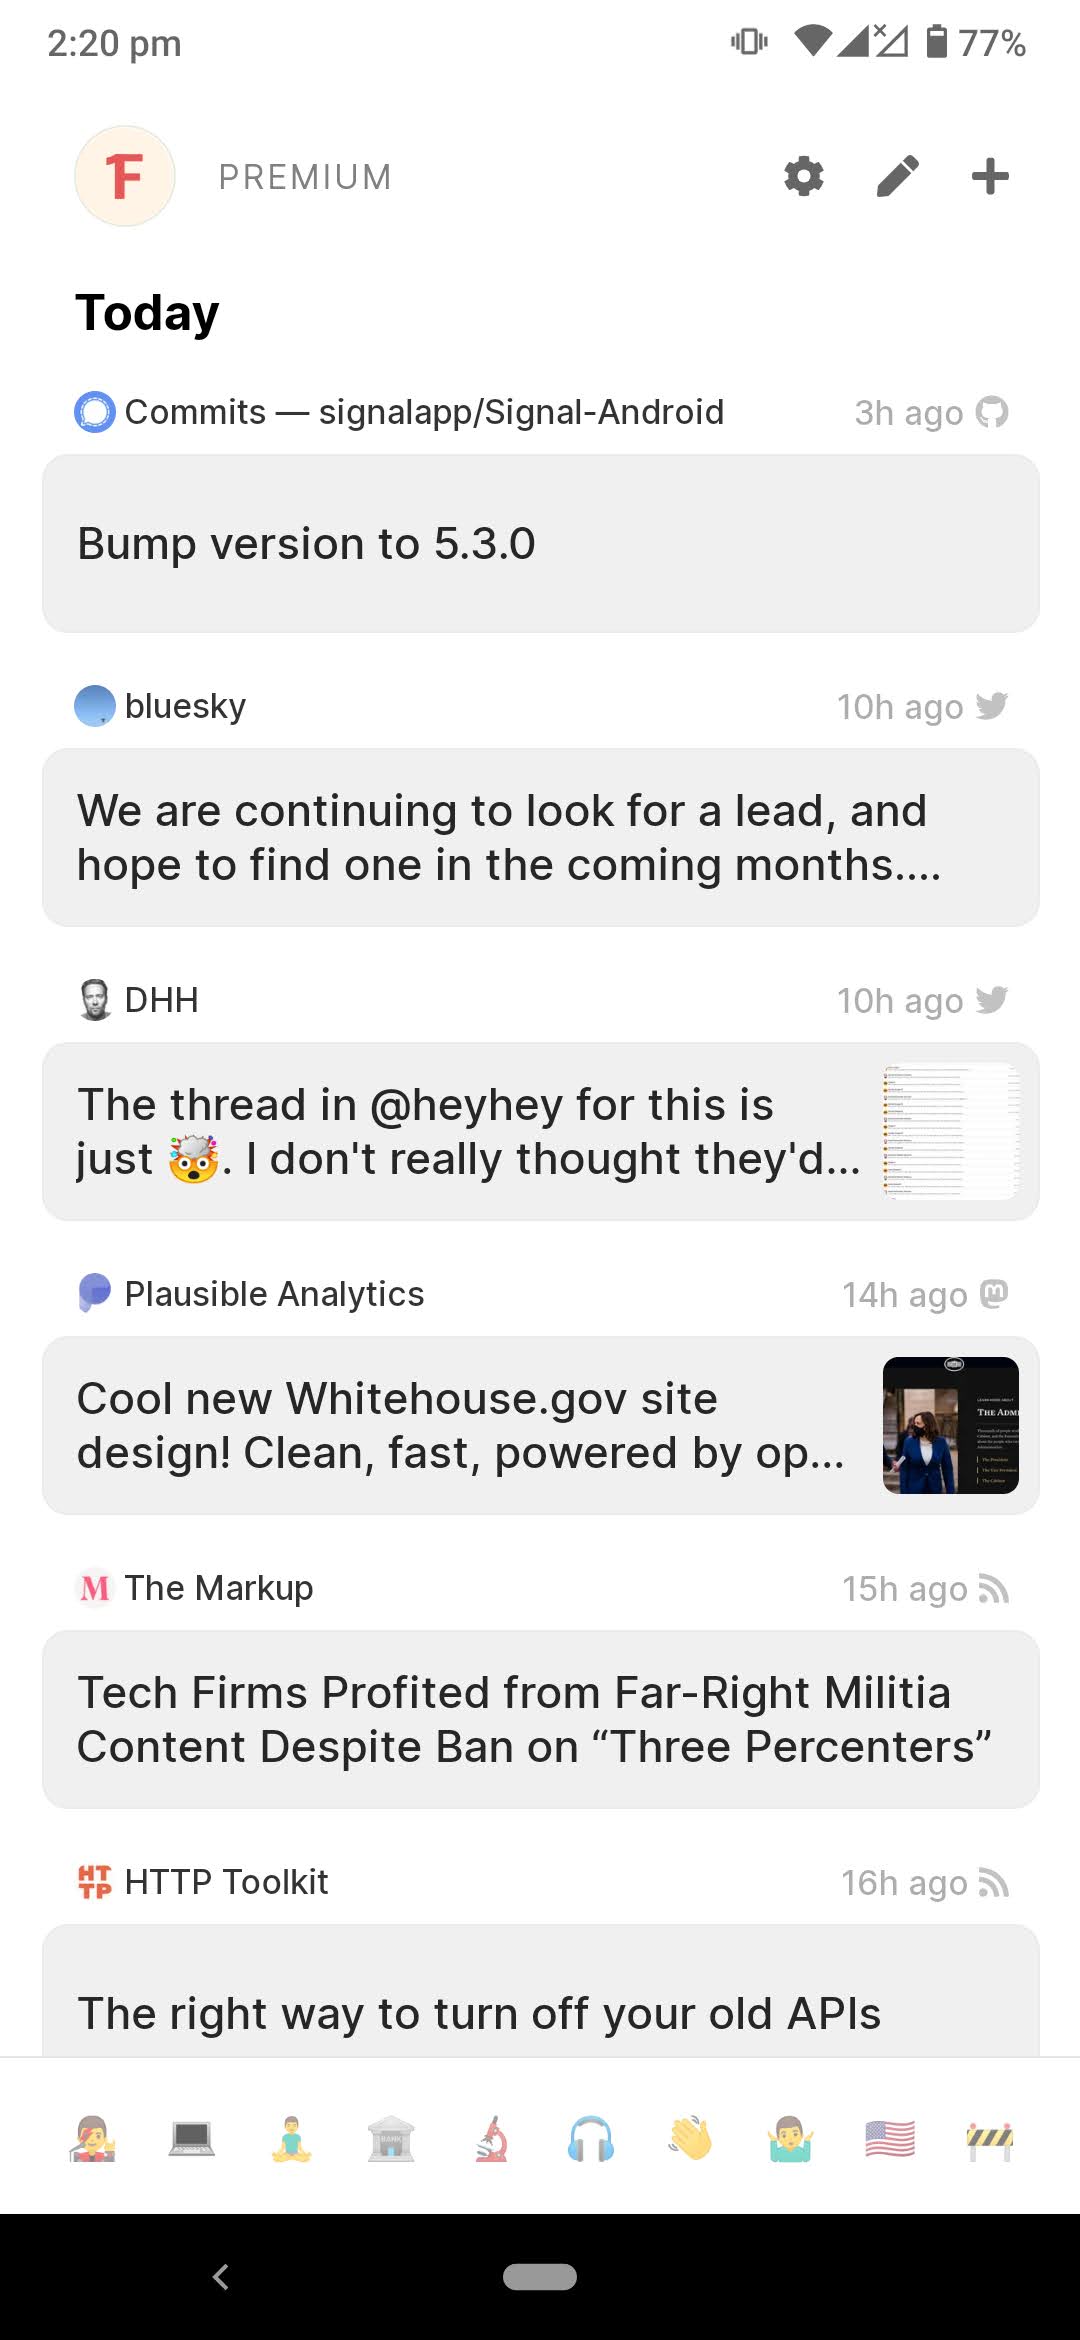 2:20 pm
77%
F
PREMIUM
Today
Commits — signalapp/Signal-Android
3h ago
Bump version to 5.3.0
bluesky
10h ago
We are continuing to look for a lead, and
hope to find one in the coming months....
DHH
10h ago
The thread in @heyhey for this is
just 🤯. I don't really thought they'd...
Plausible Analytics
14h ago
Cool new Whitehouse.gov site
design! Clean, fast, powered by op...
THE ADMI
The Markup
15h ago
M
Tech Firms Profited from Far-Right Militia
Content Despite Ban on “Three Percenters”
HT
TP
HTTP Toolkit
16h ago
The right way to turn off your old APIs
BANK